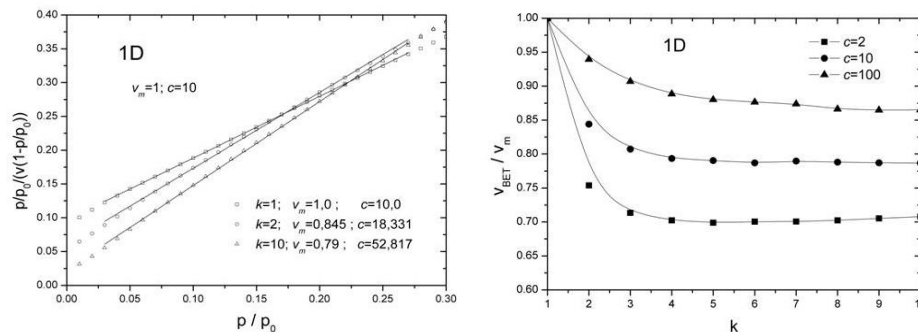 1D
v_m=1; c=10
k=1; v_m=1,0 ; c=10,0
k=2; v_m=0,845 ; c=18,331
k=10; v_m=0,79 ; c=52,817
0.40
0.35
0.30
0.25
0.20
0.15
0.10
0.05
0.00
0.00 0.05 0.10 0.15 0.20 0.25 0.30
p/p_0/(v(1-p/p_0))
p / p_0
1D
c=2
c=10
c=100
1.00
0.95
0.90
0.85
0.80
0.75
0.70
0.65
0.60
1 2 3 4 5 6 7 8 9 10
v_BET / v_m
k